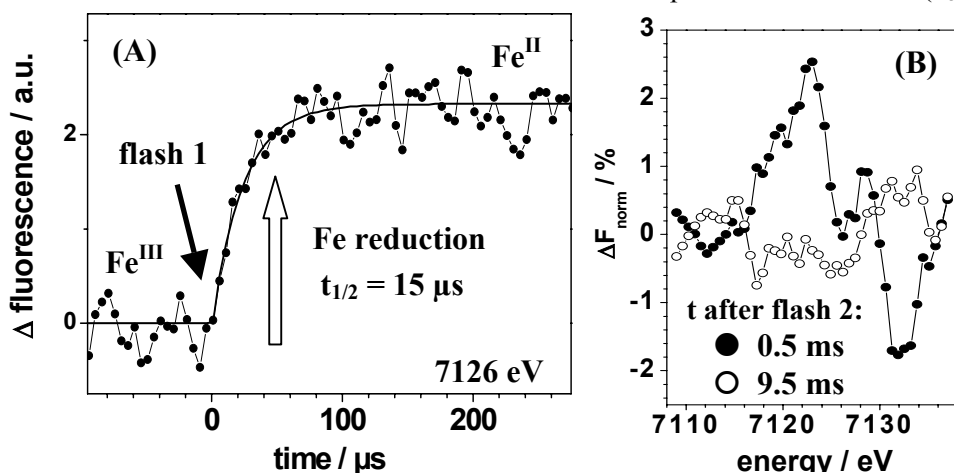 (A)
Fe^II
flash 1
Fe^III
Fe reduction
t_1/2 = 15 µs
7126 eV
Δ fluorescence / a.u.
0
2
0
100
200
time / µs
(B)
ΔF_norm / %
3
2
1
0
-1
-2
t after flash 2:
0.5 ms
9.5 ms
7110
7120
7130
energy / eV